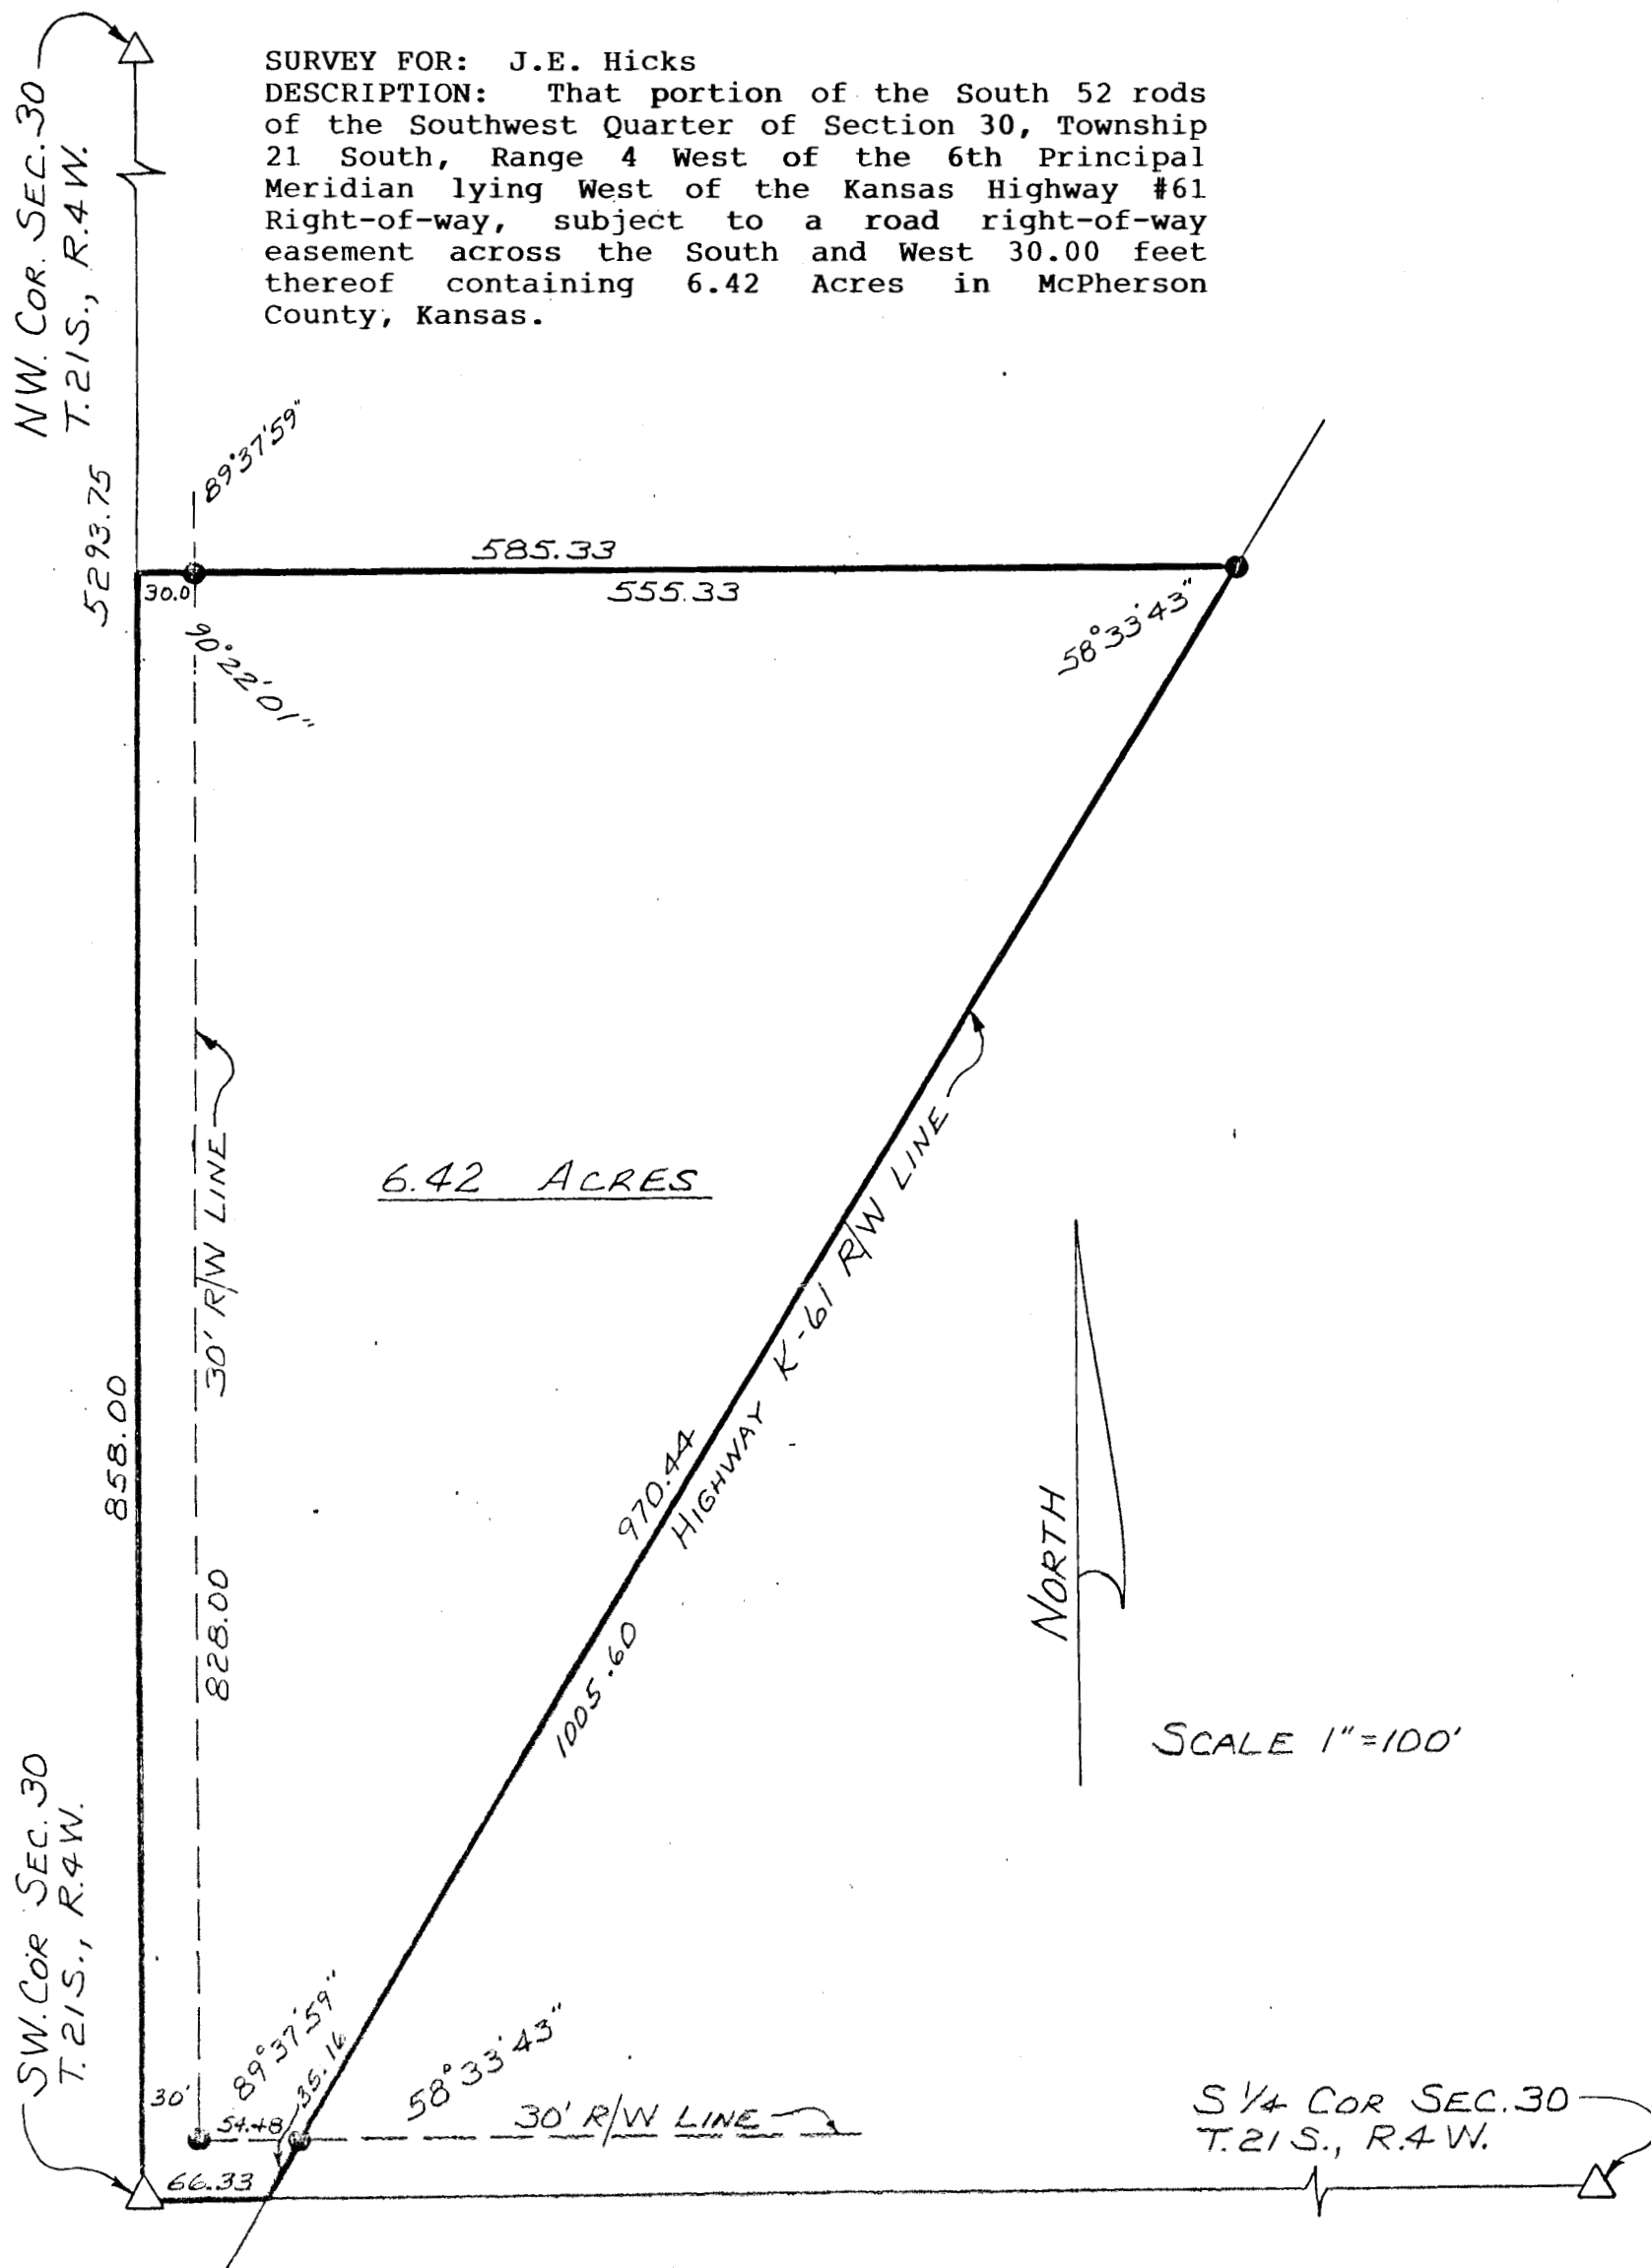 SURVEY FOR: J.E. Hicks
DESCRIPTION: That portion of the South 52 rods
of the Southwest Quarter of Section 30, Township
21 South, Range 4 West of the 6th Principal
Meridian lying West of the Kansas Highway #61
Right-of-way, subject to a road right-of-way
easement across the South and West 30.00 feet
thereof containing 6.42 Acres in McPherson
County, Kansas.
NW. COR. SEC. 30
T.21S., R.4W.
5293.75
89°37'59"
585.33
30.0
555.33
90°22'01"
58°33'43"
30' R/W LINE
6.42 ACRES
HIGHWAY K-61 R/W LINE
858.00
970.44
828.00
1005.60
NORTH
SCALE 1"=100'
SW. COR SEC. 30
T.21S., R.4W.
89°37'59"
35.16
58°33'43"
30'
54.48
30' R/W LINE
66.33
S 1/4 COR SEC. 30
T.21S., R.4W.